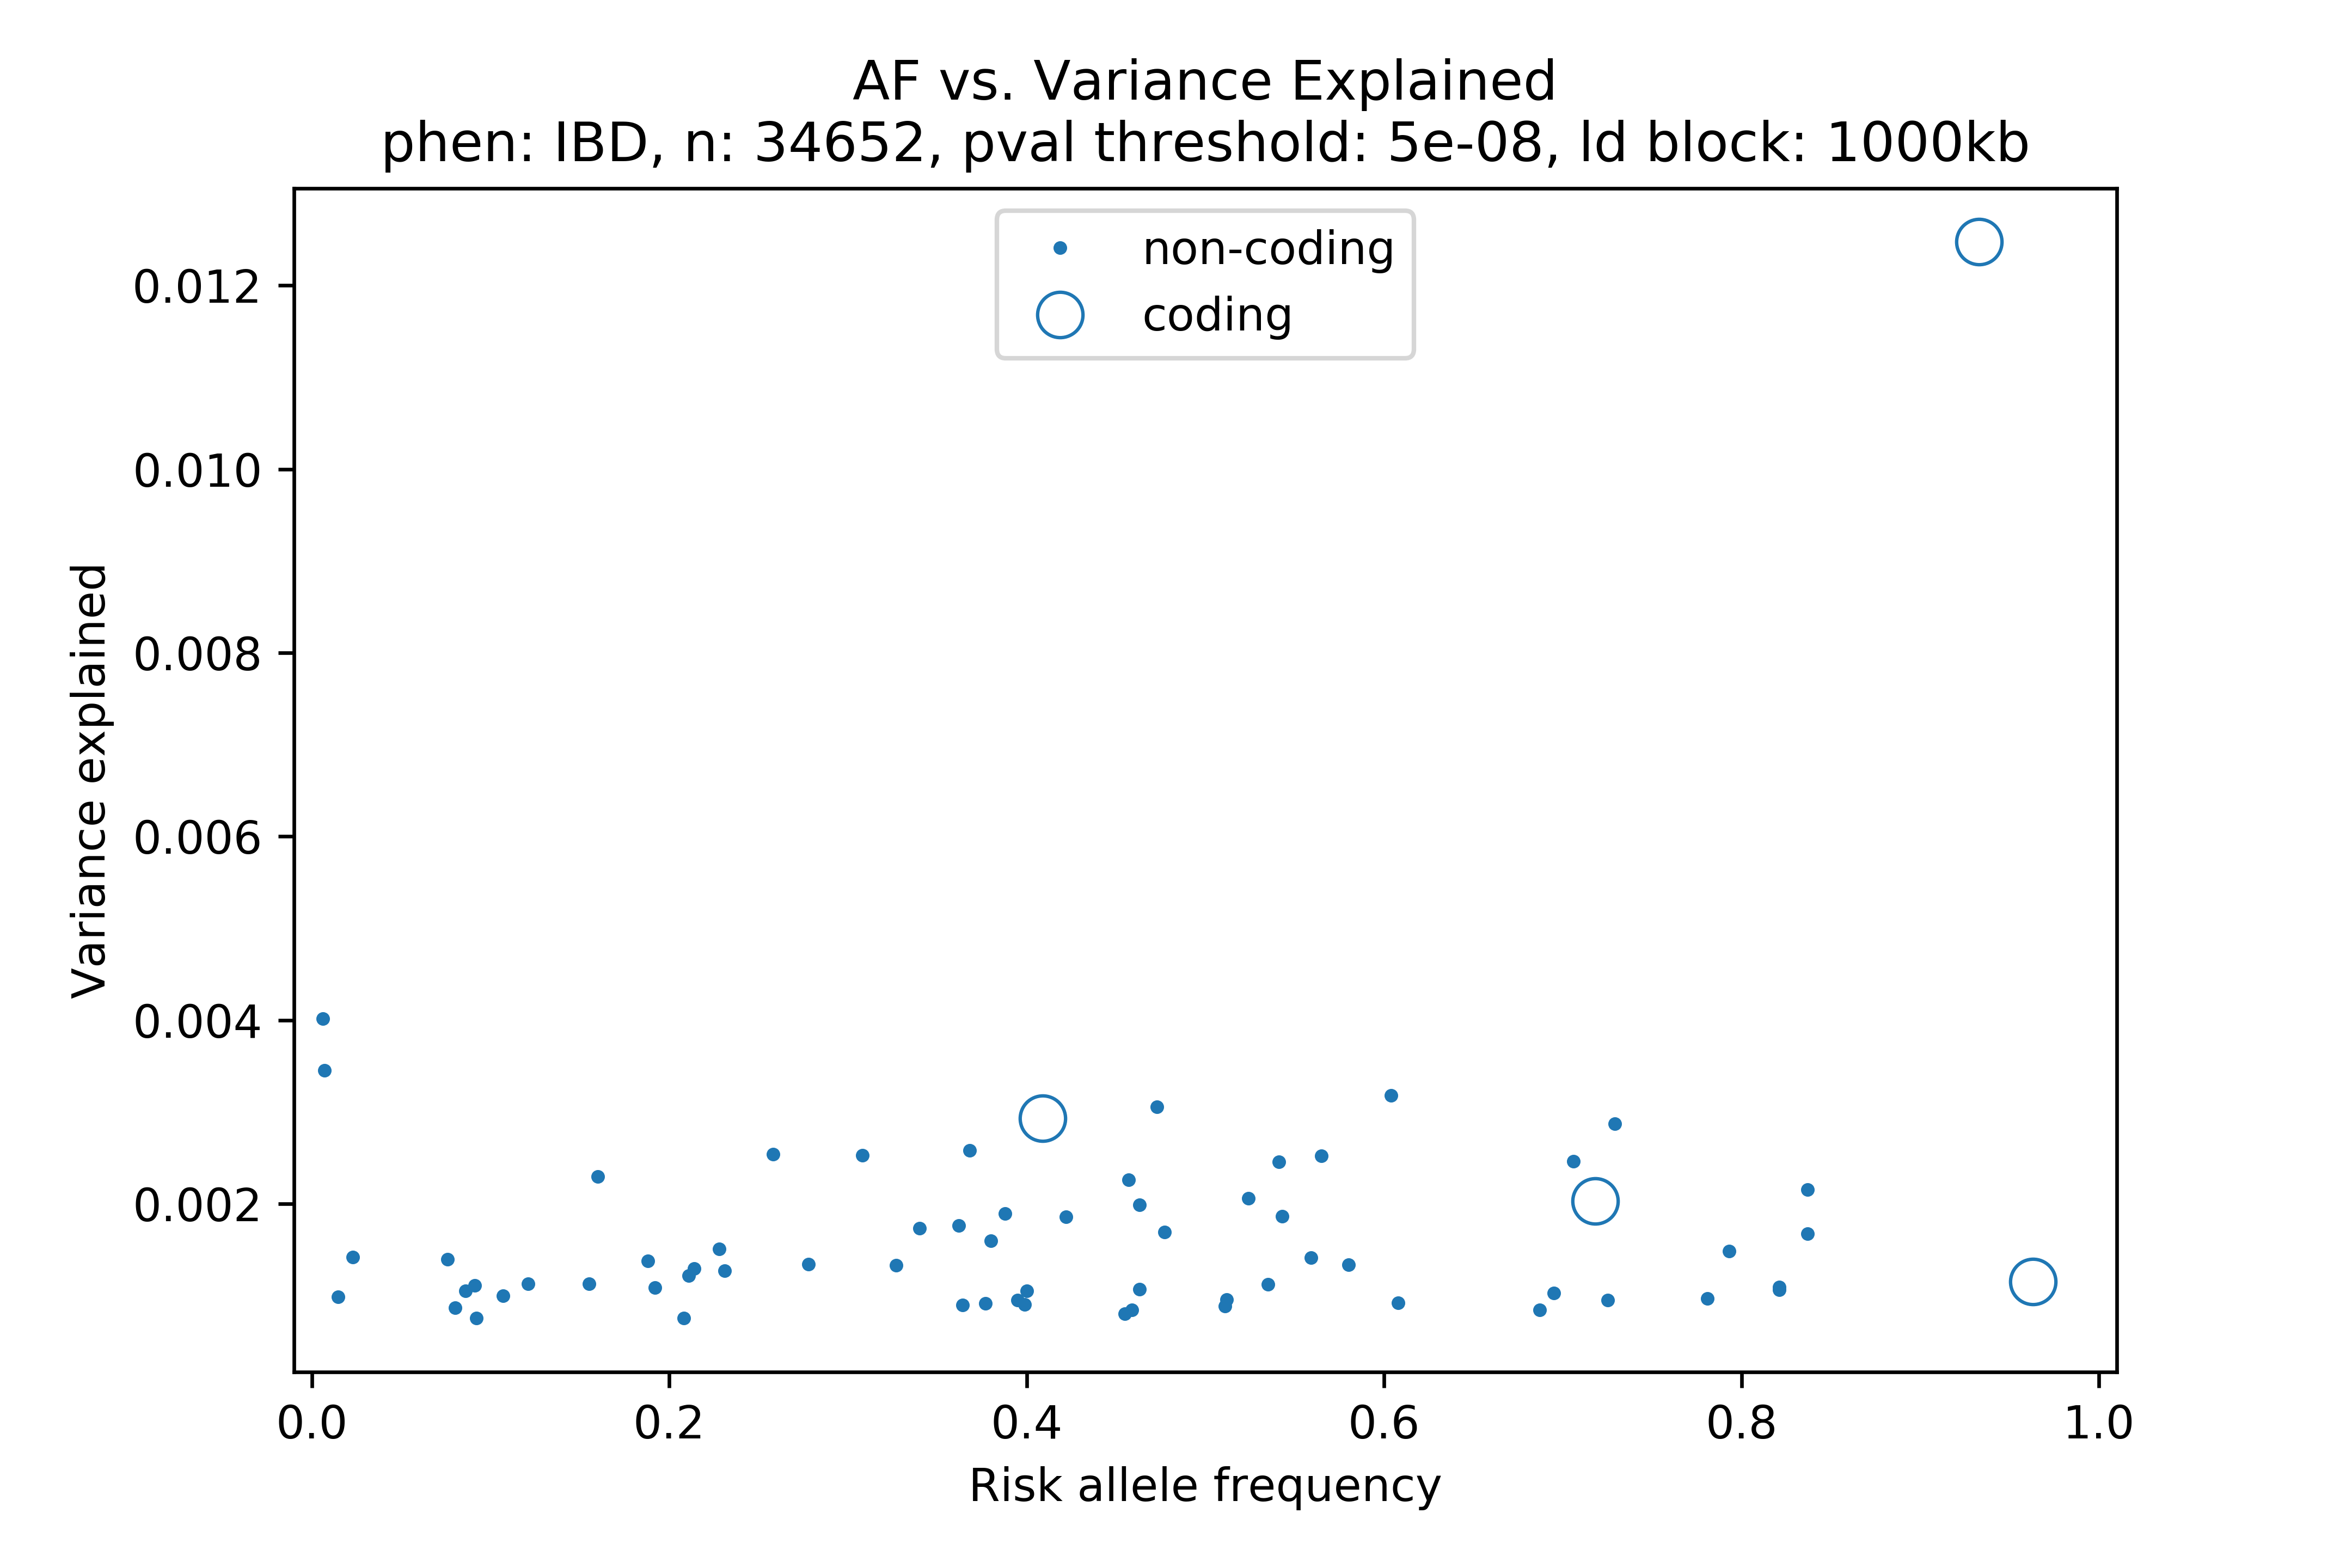 AF vs. Variance Explained
phen: IBD, n: 34652, pval threshold: 5e-08, ld block: 1000kb
non-coding
coding
0.012
0.010
0.008
0.006
0.004
0.002
Variance explained
0.0 0.2 0.4 0.6 0.8 1.0
Risk allele frequency